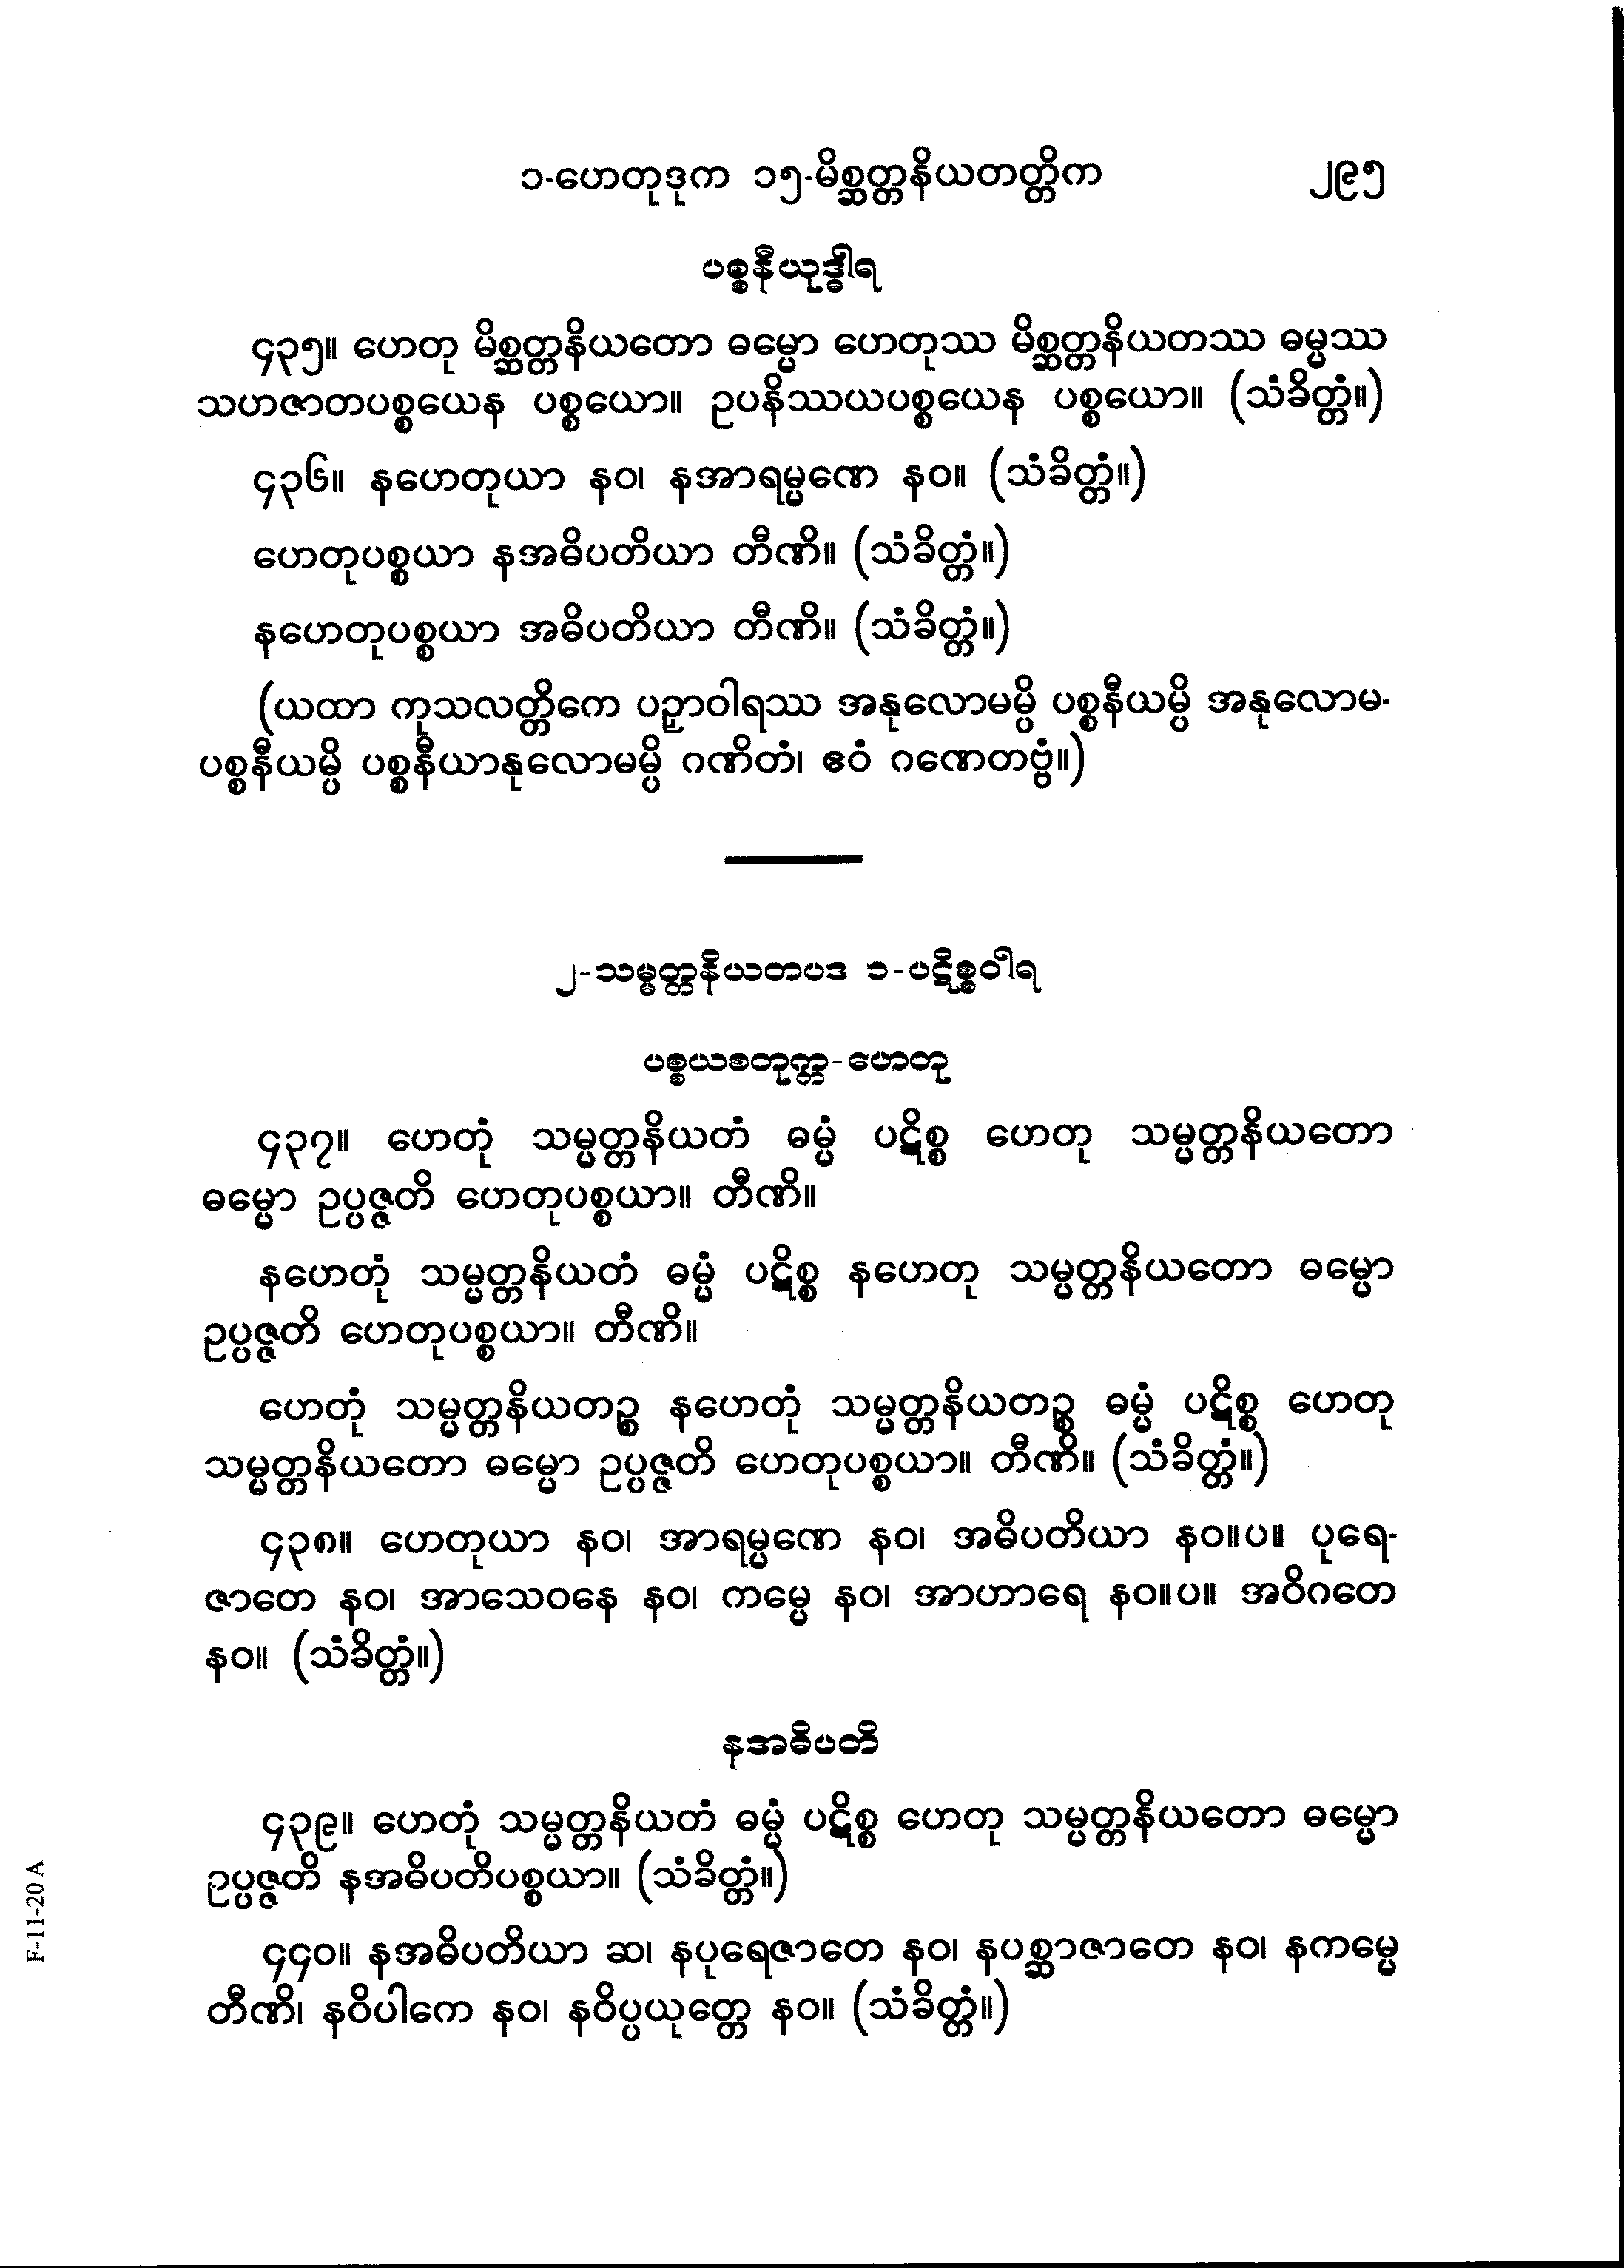 ၁-ဟေတုဒုက ၁၅-မိစ္ဆတ္တနိယတတ္တိက ၂၉၅
ပစ္စနီယုဒ္ဓါရ
၄၃၅။ ဟေတု မိစ္ဆတ္တနိယတော ဓမ္မော ဟေတုဿ မိစ္ဆတ္တနိယတဿ ဓမ္မဿ
သဟဇာတပစ္စယေန ပစ္စယော။ ဥပနိဿယပစ္စယေန ပစ္စယော။ (သံခိတ္တံ။)
၄၃၆။ နဟေတုယာ နဝ၊ နအာရမ္မဏေ နဝ။ (သံခိတ္တံ။)
ဟေတုပစ္စယာ နအဓိပတိယာ တီဏိ။ (သံခိတ္တံ။)
နဟေတုပစ္စယာ အဓိပတိယာ တီဏိ။ (သံခိတ္တံ။)
(ယထာ ကုသလတ္တိကေ ပဉှာဝါရဿ အနုလောမမ္ပိ ပစ္စနီယမ္ပိ အနုလောမ-
ပစ္စနီယမ္ပိ ပစ္စနီယာနုလောမမ္ပိ ဂဏိတံ၊ ဧဝံ ဂဏေတဗ္ဗံ။)
၂-သမ္မတ္တနိယတပဒ ၁-ပဋိစ္စဝါရ
ပစ္စယစတုက္က-ဟေတု
၄၃၇။ ဟေတုံ သမ္မတ္တနိယတံ ဓမ္မံ ပဋိစ္စ ဟေတု သမ္မတ္တနိယတော
ဓမ္မော ဥပ္ပဇ္ဇတိ ဟေတုပစ္စယာ။ တီဏိ။
နဟေတုံ သမ္မတ္တနိယတံ ဓမ္မံ ပဋိစ္စ နဟေတု သမ္မတ္တနိယတော ဓမ္မော
ဥပ္ပဇ္ဇတိ ဟေတုပစ္စယာ။ တီဏိ။
ဟေတုံ သမ္မတ္တနိယတဉ္စ နဟေတုံ သမ္မတ္တနိယတဉ္စ ဓမ္မံ ပဋိစ္စ ဟေတု
သမ္မတ္တနိယတော ဓမ္မော ဥပ္ပဇ္ဇတိ ဟေတုပစ္စယာ။ တီဏိ။ (သံခိတ္တံ။)
၄၃၈။ ဟေတုယာ နဝ၊ အာရမ္မဏေ နဝ၊ အဓိပတိယာ နဝ။ပ။ ပုရေ-
ဇာတေ နဝ၊ အာသေဝနေ နဝ၊ ကမ္မေ နဝ၊ အာဟာရေ နဝ။ပ။ အဝိဂတေ
နဝ။ (သံခိတ္တံ။)
နအဓိပတိ
၄၃၉။ ဟေတုံ သမ္မတ္တနိယတံ ဓမ္မံ ပဋိစ္စ ဟေတု သမ္မတ္တနိယတော ဓမ္မော
ဥပ္ပဇ္ဇတိ နအဓိပတိပစ္စယာ။ (သံခိတ္တံ။)
၄၄၀။ နအဓိပတိယာ ဆ၊ နပုရေဇာတေ နဝ၊ နပစ္ဆာဇာတေ နဝ၊ နကမ္မေ
တီဏိ၊ နဝိပါကေ နဝ၊ နဝိပ္ပယုတ္တေ နဝ။ (သံခိတ္တံ။)
F-11-20 A